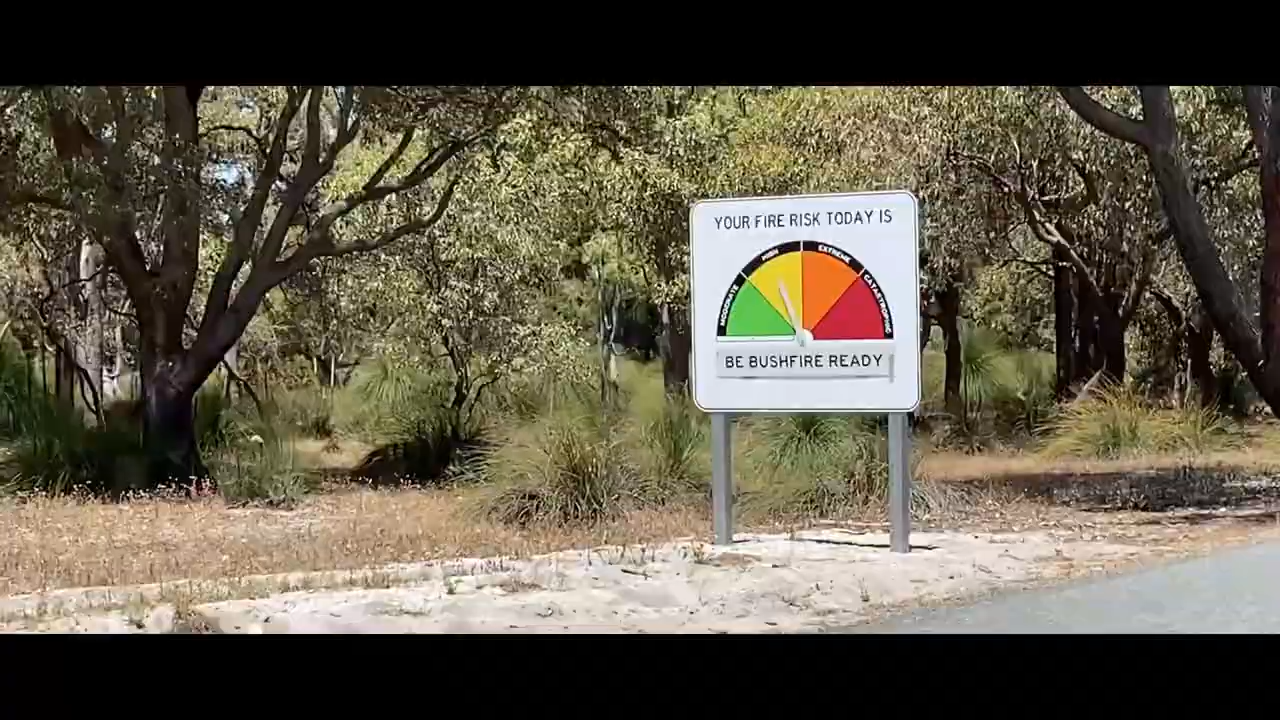 YOUR FIRE RISK TODAY IS
MODERATE
HIGH
EXTREME
CATASTROPHIC
BE BUSHFIRE READY